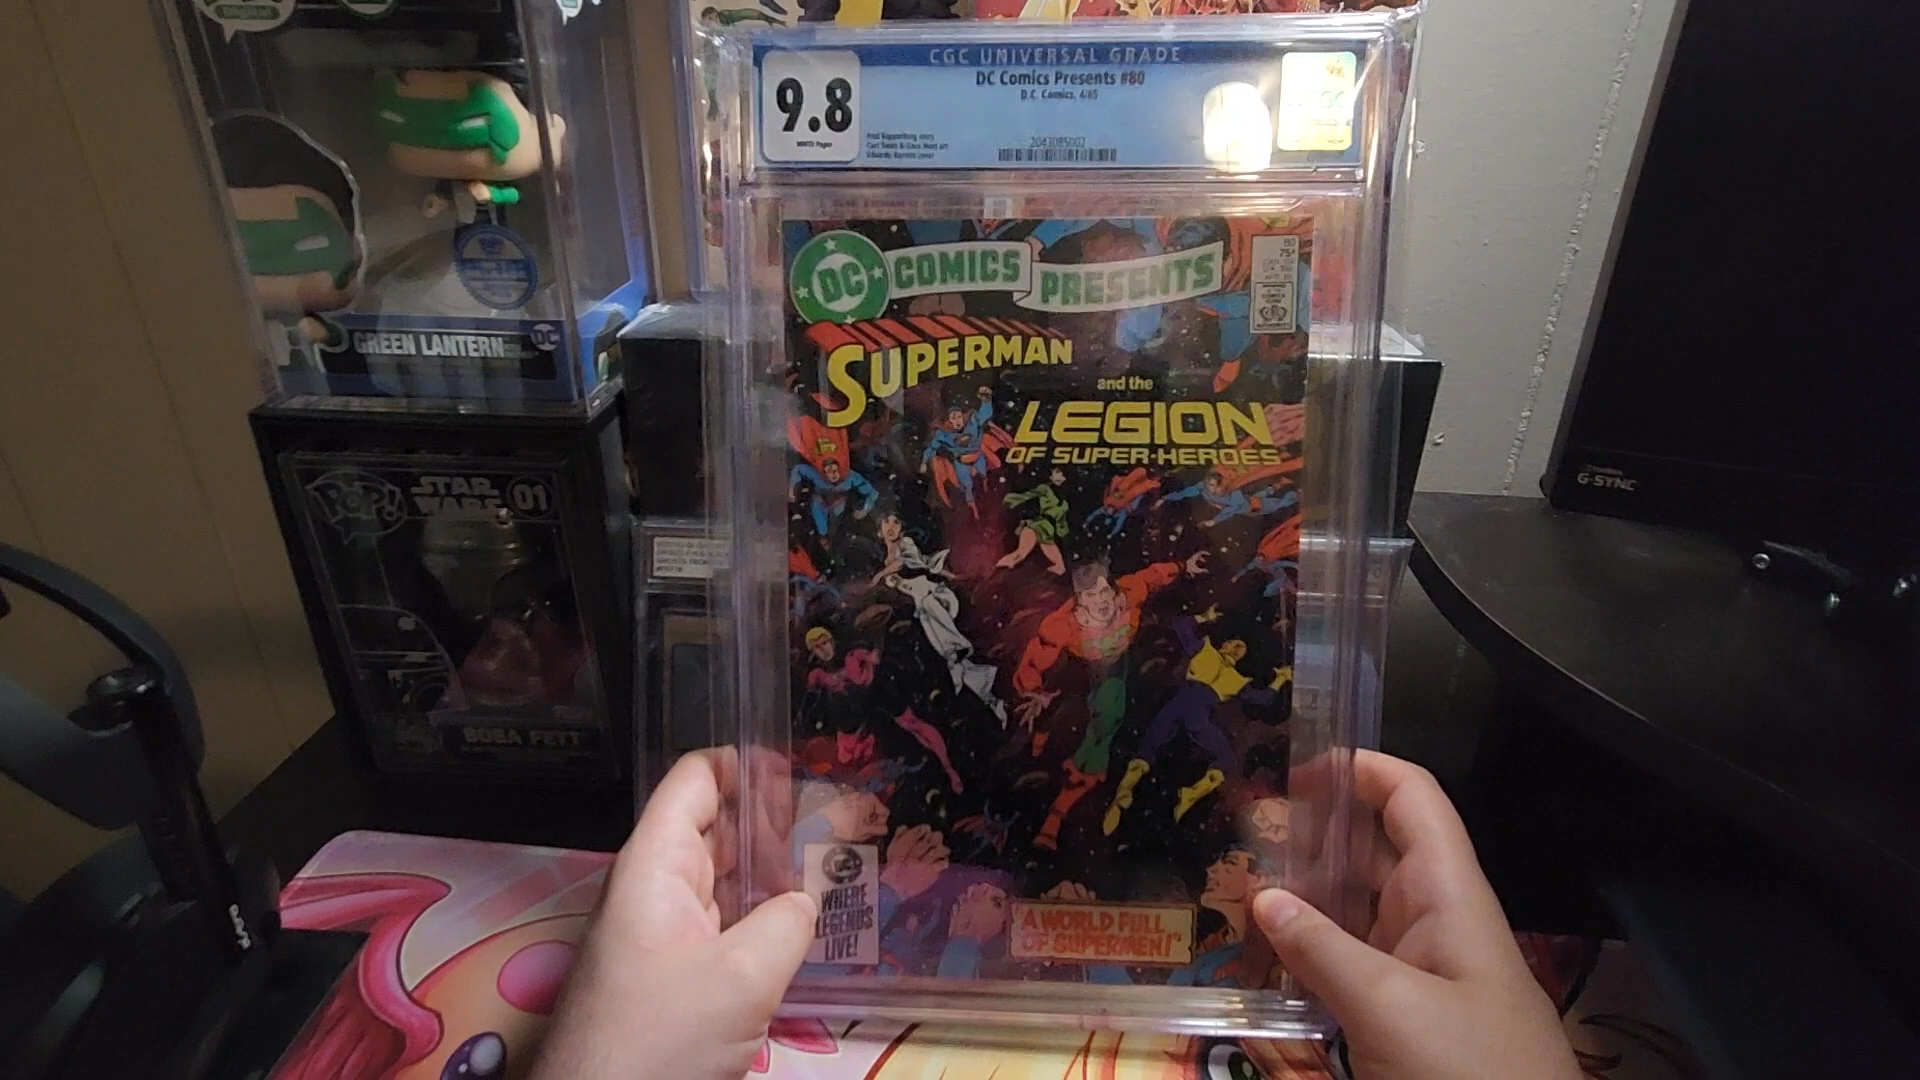 CGC UNIVERSAL GRADE
9.8
WHITE Pages
DC Comics Presents #80
D.C. Comics, 4/85
2043085002
DC COMICS PRESENTS
80
75¢
SUPERMAN
and the
LEGION
OF SUPER-HEROES
WHERE
LEGENDS
LIVE!
"A WORLD FULL
OF SUPERMEN!"
GREEN LANTERN
DC
POP!
STAR
WARS
01
BOBA FETT
G-SYNC